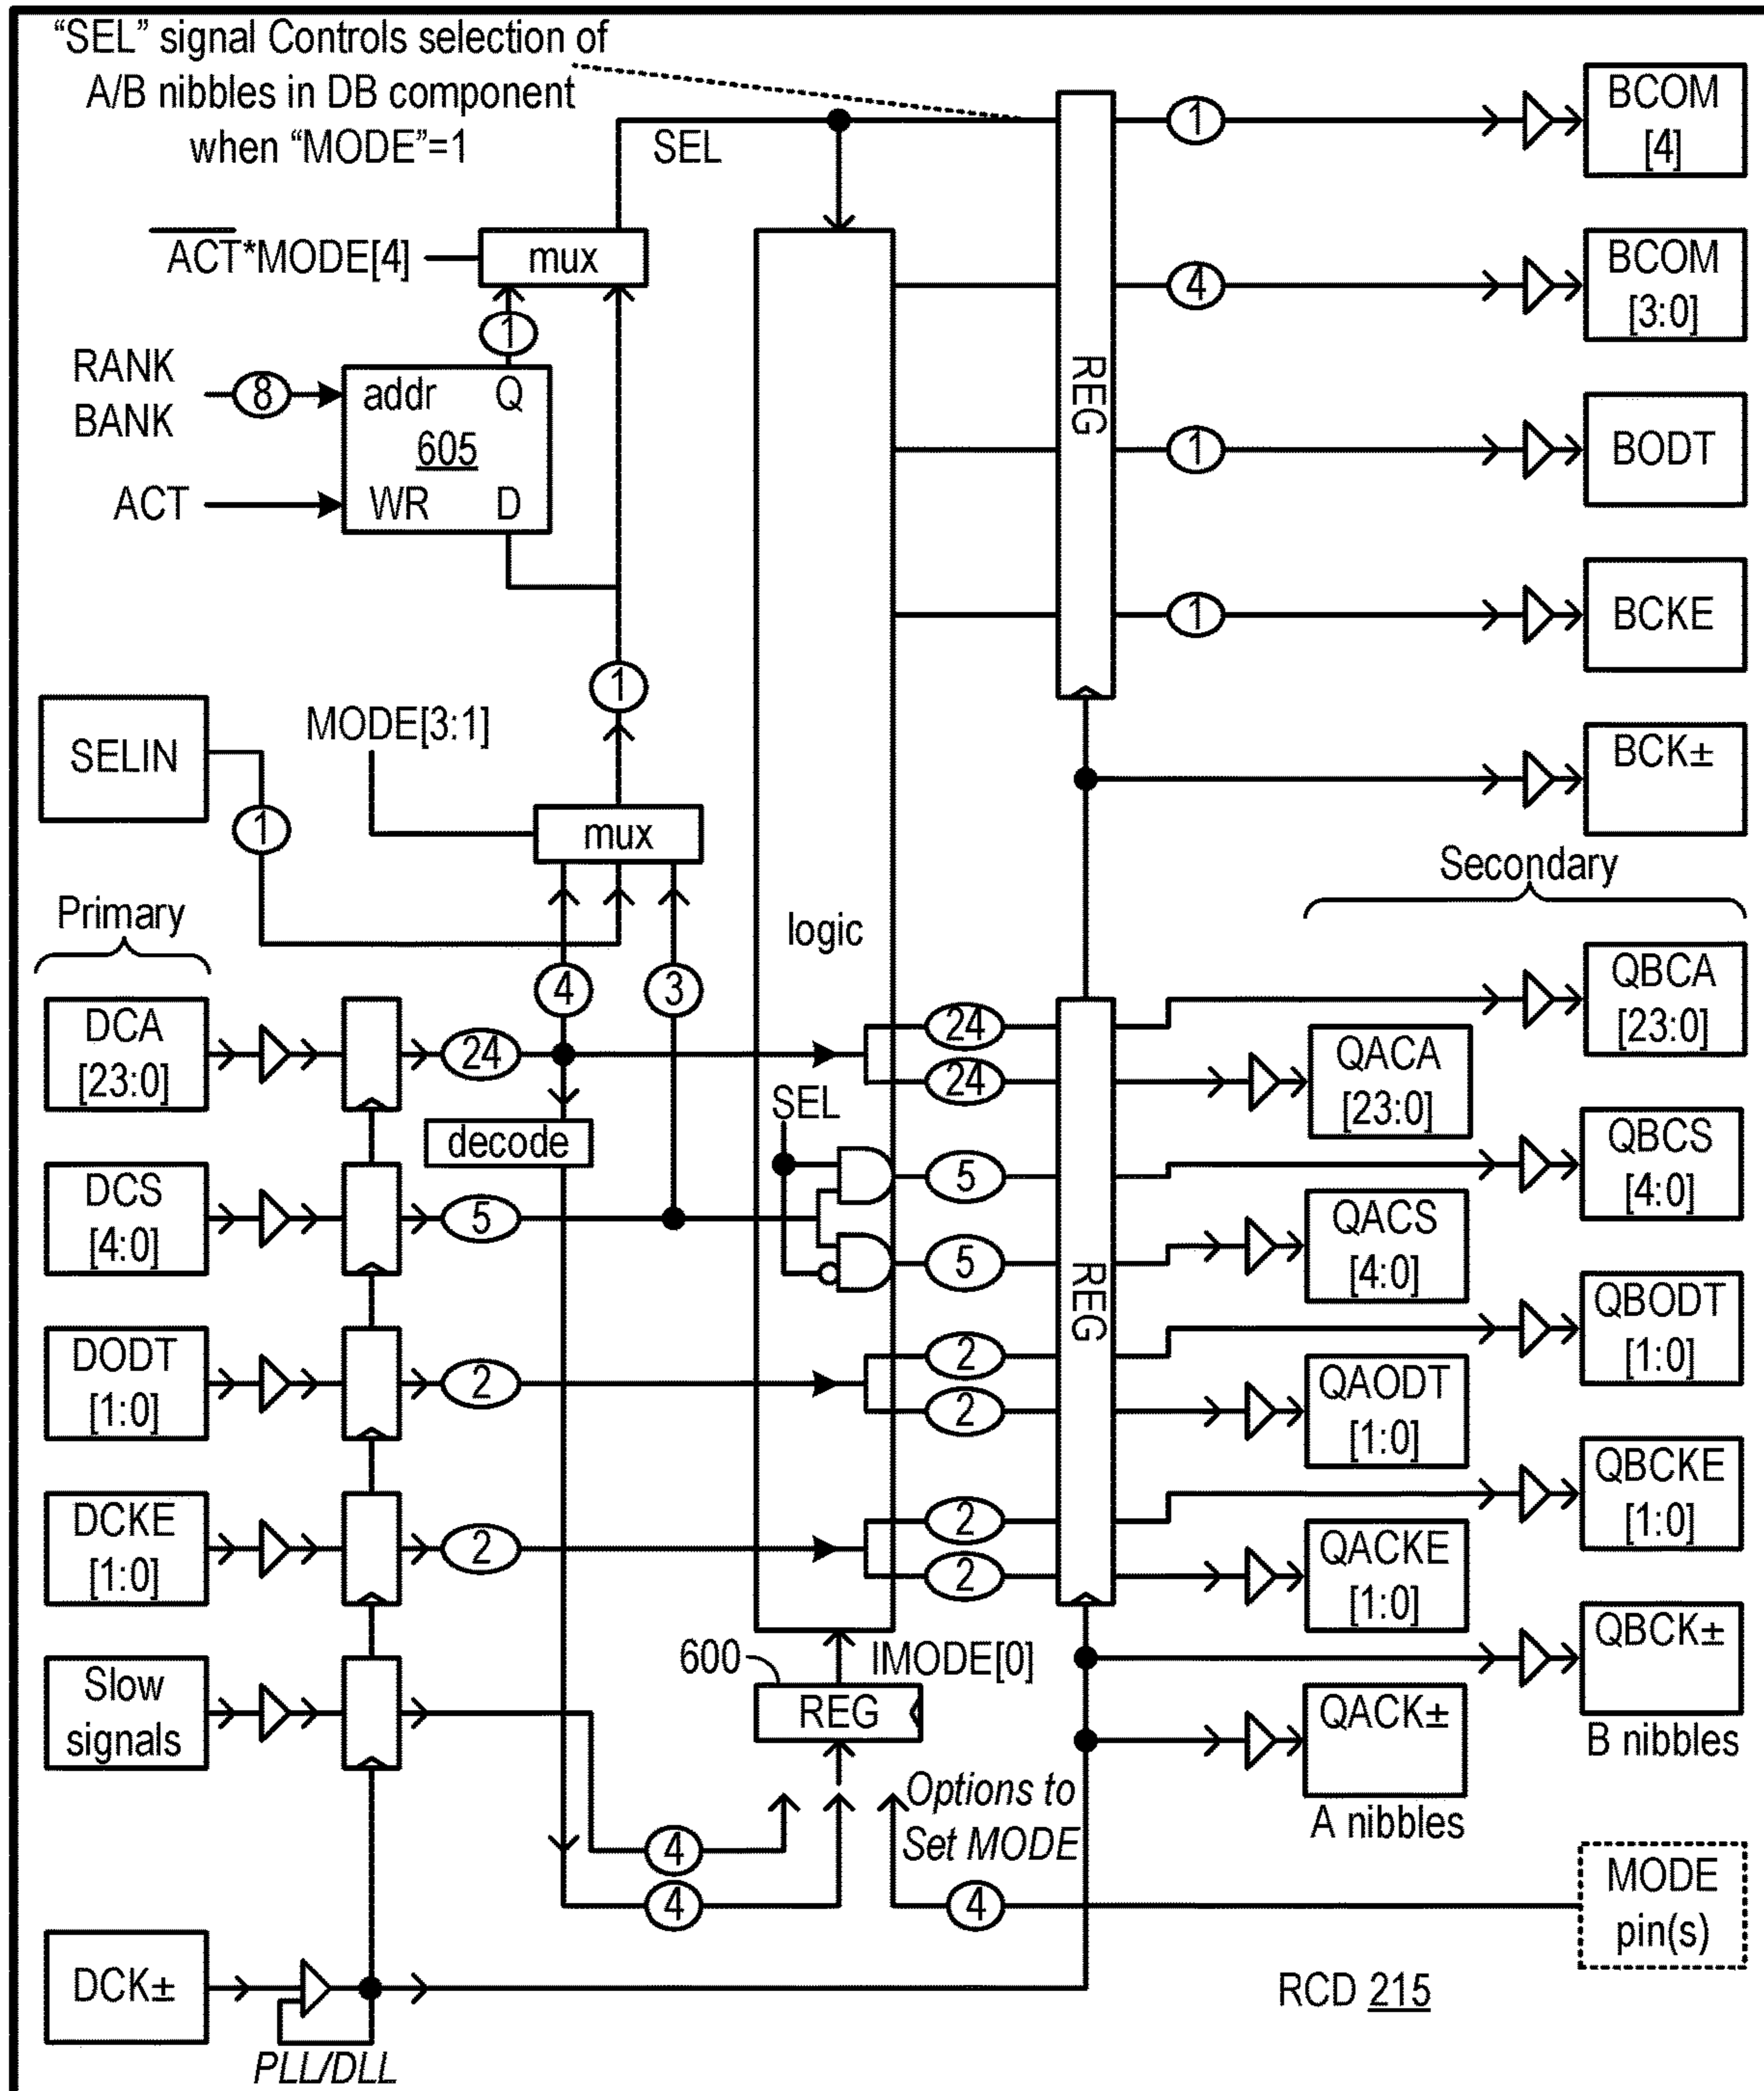 “SEL” signal Controls selection of
A/B nibbles in DB component
when “MODE”=1
SEL
1
BCOM
[4]
ACT*MODE[4]
mux
4
BCOM
[3:0]
1
RANK
BANK
8
addr Q
605
WR D
ACT
REG
1
BODT
1
BCKE
1
SELIN
MODE[3:1]
BCK±
1
mux
Secondary
Primary
logic
4
3
DCA
[23:0]
24
24
24
QBCA
[23:0]
QACA
[23:0]
SEL
decode
DCS
[4:0]
5
5
5
QBCS
[4:0]
QACS
[4:0]
REG
DODT
[1:0]
2
2
2
QBODT
[1:0]
QAODT
[1:0]
DCKE
[1:0]
2
2
2
QBCKE
[1:0]
QACKE
[1:0]
Slow
signals
600
IMODE[0]
REG
QBCK±
B nibbles
QACK±
A nibbles
Options to
Set MODE
4
4
4
MODE
pin(s)
DCK±
PLL/DLL
RCD 215